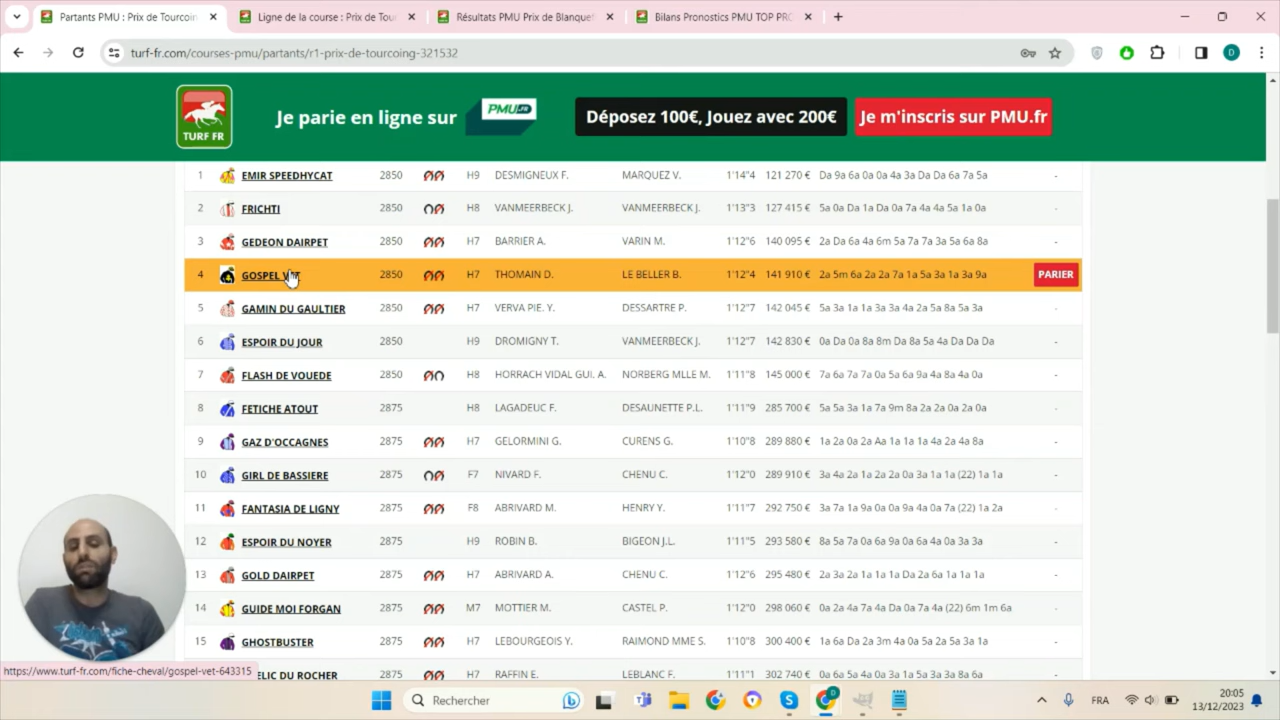 Partants PMU : Prix de Tourcoin
Ligne de la course : Prix de Tou
Résultats PMU Prix de Blanque
Bilans Pronostics PMU TOP PRO
turf-fr.com/courses-pmu/partants/r1-prix-de-tourcoing-321532
D
TURF FR
Je parie en ligne sur
PMU.FR
Déposez 100€, Jouez avec 200€
Je m'inscris sur PMU.fr
1 EMIR SPEEDHYCAT 2850 H9 DESMIGNEUX F. MARQUEZ V. 1'14"4 121 270 € Da 9a 6a 0a 0a 4a 3a Da Da 6a 7a 5a -
2 FRICHTI 2850 H8 VANMEERBECK J. VANMEERBECK J. 1'13"3 127 415 € 5a 0a Da 1a Da 0a 7a 4a 4a 5a 1a 0a -
3 GEDEON DAIRPET 2850 H7 BARRIER A. VARIN M. 1'12"6 140 095 € 2a Da 6a 4a 6m 5a 7a 7a 3a 5a 6a 8a -
4 GOSPEL VET 2850 H7 THOMAIN D. LE BELLER B. 1'12"4 141 910 € 2a 5m 6a 2a 2a 7a 1a 5a 3a 1a 3a 9a PARIER
5 GAMIN DU GAULTIER 2850 H7 VERVA PIE. Y. DESSARTRE P. 1'12"7 142 045 € 5a 3a 1a 1a 3a 3a 4a 2a 5a 8a 5a 3a -
6 ESPOIR DU JOUR 2850 H9 DROMIGNY T. VANMEERBECK J. 1'12"7 142 830 € 0a Da 0a 8a 8m Da 8a 5a 4a Da Da Da -
7 FLASH DE VOUEDE 2850 H8 HORRACH VIDAL GUI. A. NORBERG MLLE M. 1'11"8 145 000 € 7a 6a 7a 7a 0a 5a 6a 9a 4a 8a 4a 0a -
8 FETICHE ATOUT 2875 H8 LAGADEUC F. DESAUNETTE P.L. 1'11"9 285 700 € 5a 5a 3a 1a 7a 9m 8a 2a 2a 0a 2a 0a -
9 GAZ D'OCCAGNES 2875 H7 GELORMINI G. CURENS G. 1'10"8 289 880 € 1a 2a 0a 2a Aa 1a 1a 1a 4a 2a 4a 8a -
10 GIRL DE BASSIERE 2875 F7 NIVARD F. CHENU C. 1'12"0 289 910 € 3a 4a 2a 1a 2a 2a 0a 3a 1a 1a (22) 1a 1a -
11 FANTASIA DE LIGNY 2875 F8 ABRIVARD M. HENRY Y. 1'11"7 292 750 € 3a 7a 1a 9a 0a 0a 9a 4a 0a 7a (22) 1a 2a -
12 ESPOIR DU NOYER 2875 H9 ROBIN B. BIGEON J.L. 1'11"5 293 580 € 8a 5a 7a 0a 6a 9a 0a 6a 4a 0a 3a 3a -
13 GOLD DAIRPET 2875 H7 ABRIVARD A. CHENU C. 1'12"6 295 480 € 2a 3a 2a 1a 1a 1a Da 2a 6a 1a 1a 1a -
14 GUIDE MOI FORGAN 2875 M7 MOTTIER M. CASTEL P. 1'12"0 298 060 € 0a 2a 4a 7a 4a Da 0a 7a 4a (22) 6m 1m 6a -
15 GHOSTBUSTER 2875 H7 LEBOURGEOIS Y. RAIMOND MME S. 1'10"8 300 400 € 1a 6a Da 2a 3m 4a 0a 5a 2a 5a 3a 1a -
ELIC DU ROCHER 2875 H7 RAFFIN E. LEBLANC F. 1'11"1 302 740 € 0a 6a 5a 4a 0a 3a 1a 3a 8a 6a 0a
https://www.turf-fr.com/fiche-cheval/gospel-vet-643315
Rechercher
FRA
20:05
13/12/2023